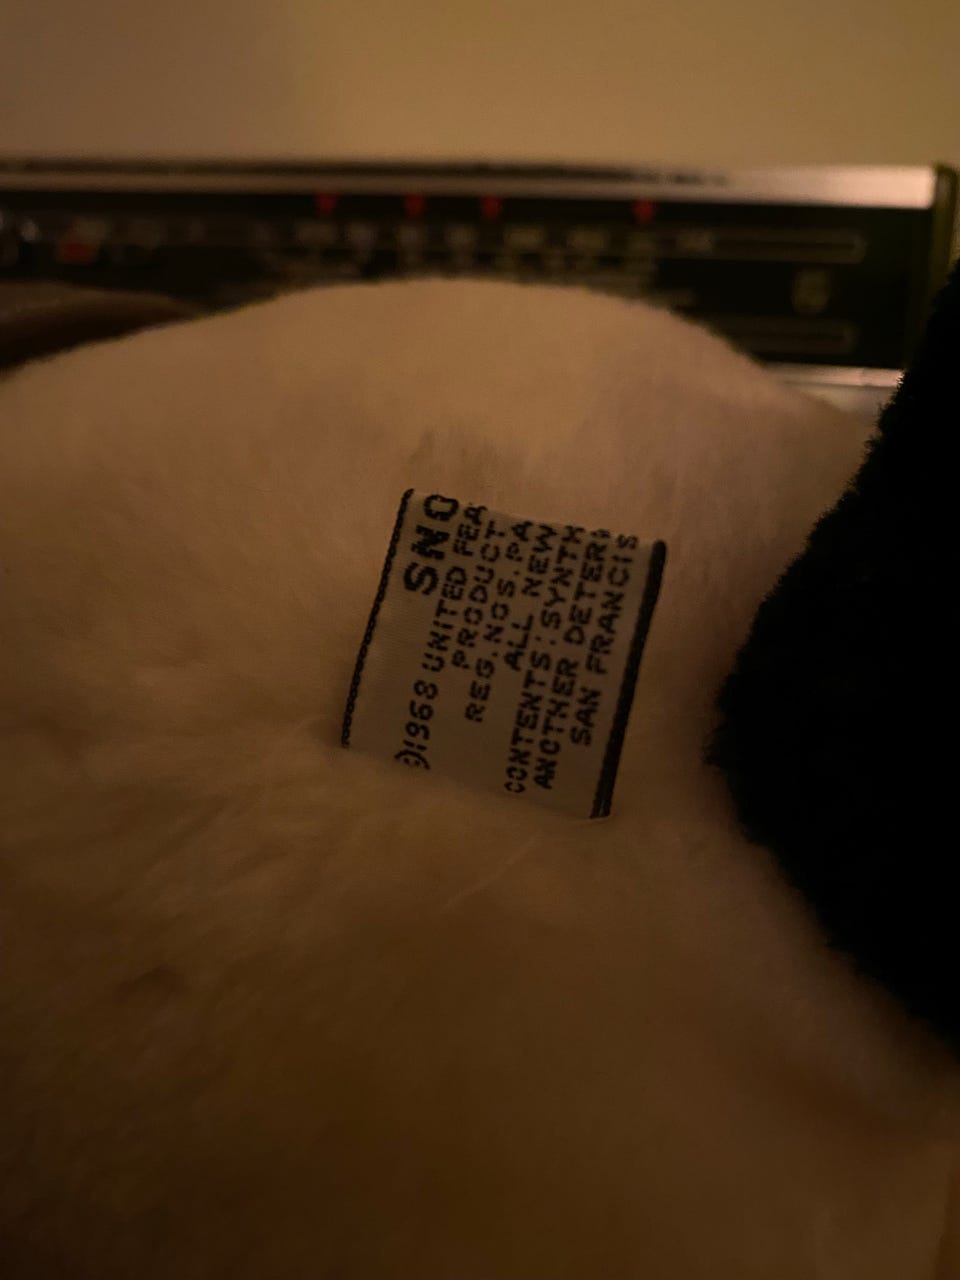 SNO
©1968 UNITED FEA
PRODUCT
REG.NOS.PA
ALL NEW
CONTENTS:SYNTH
ANOTHER DETER
SAN FRANCIS